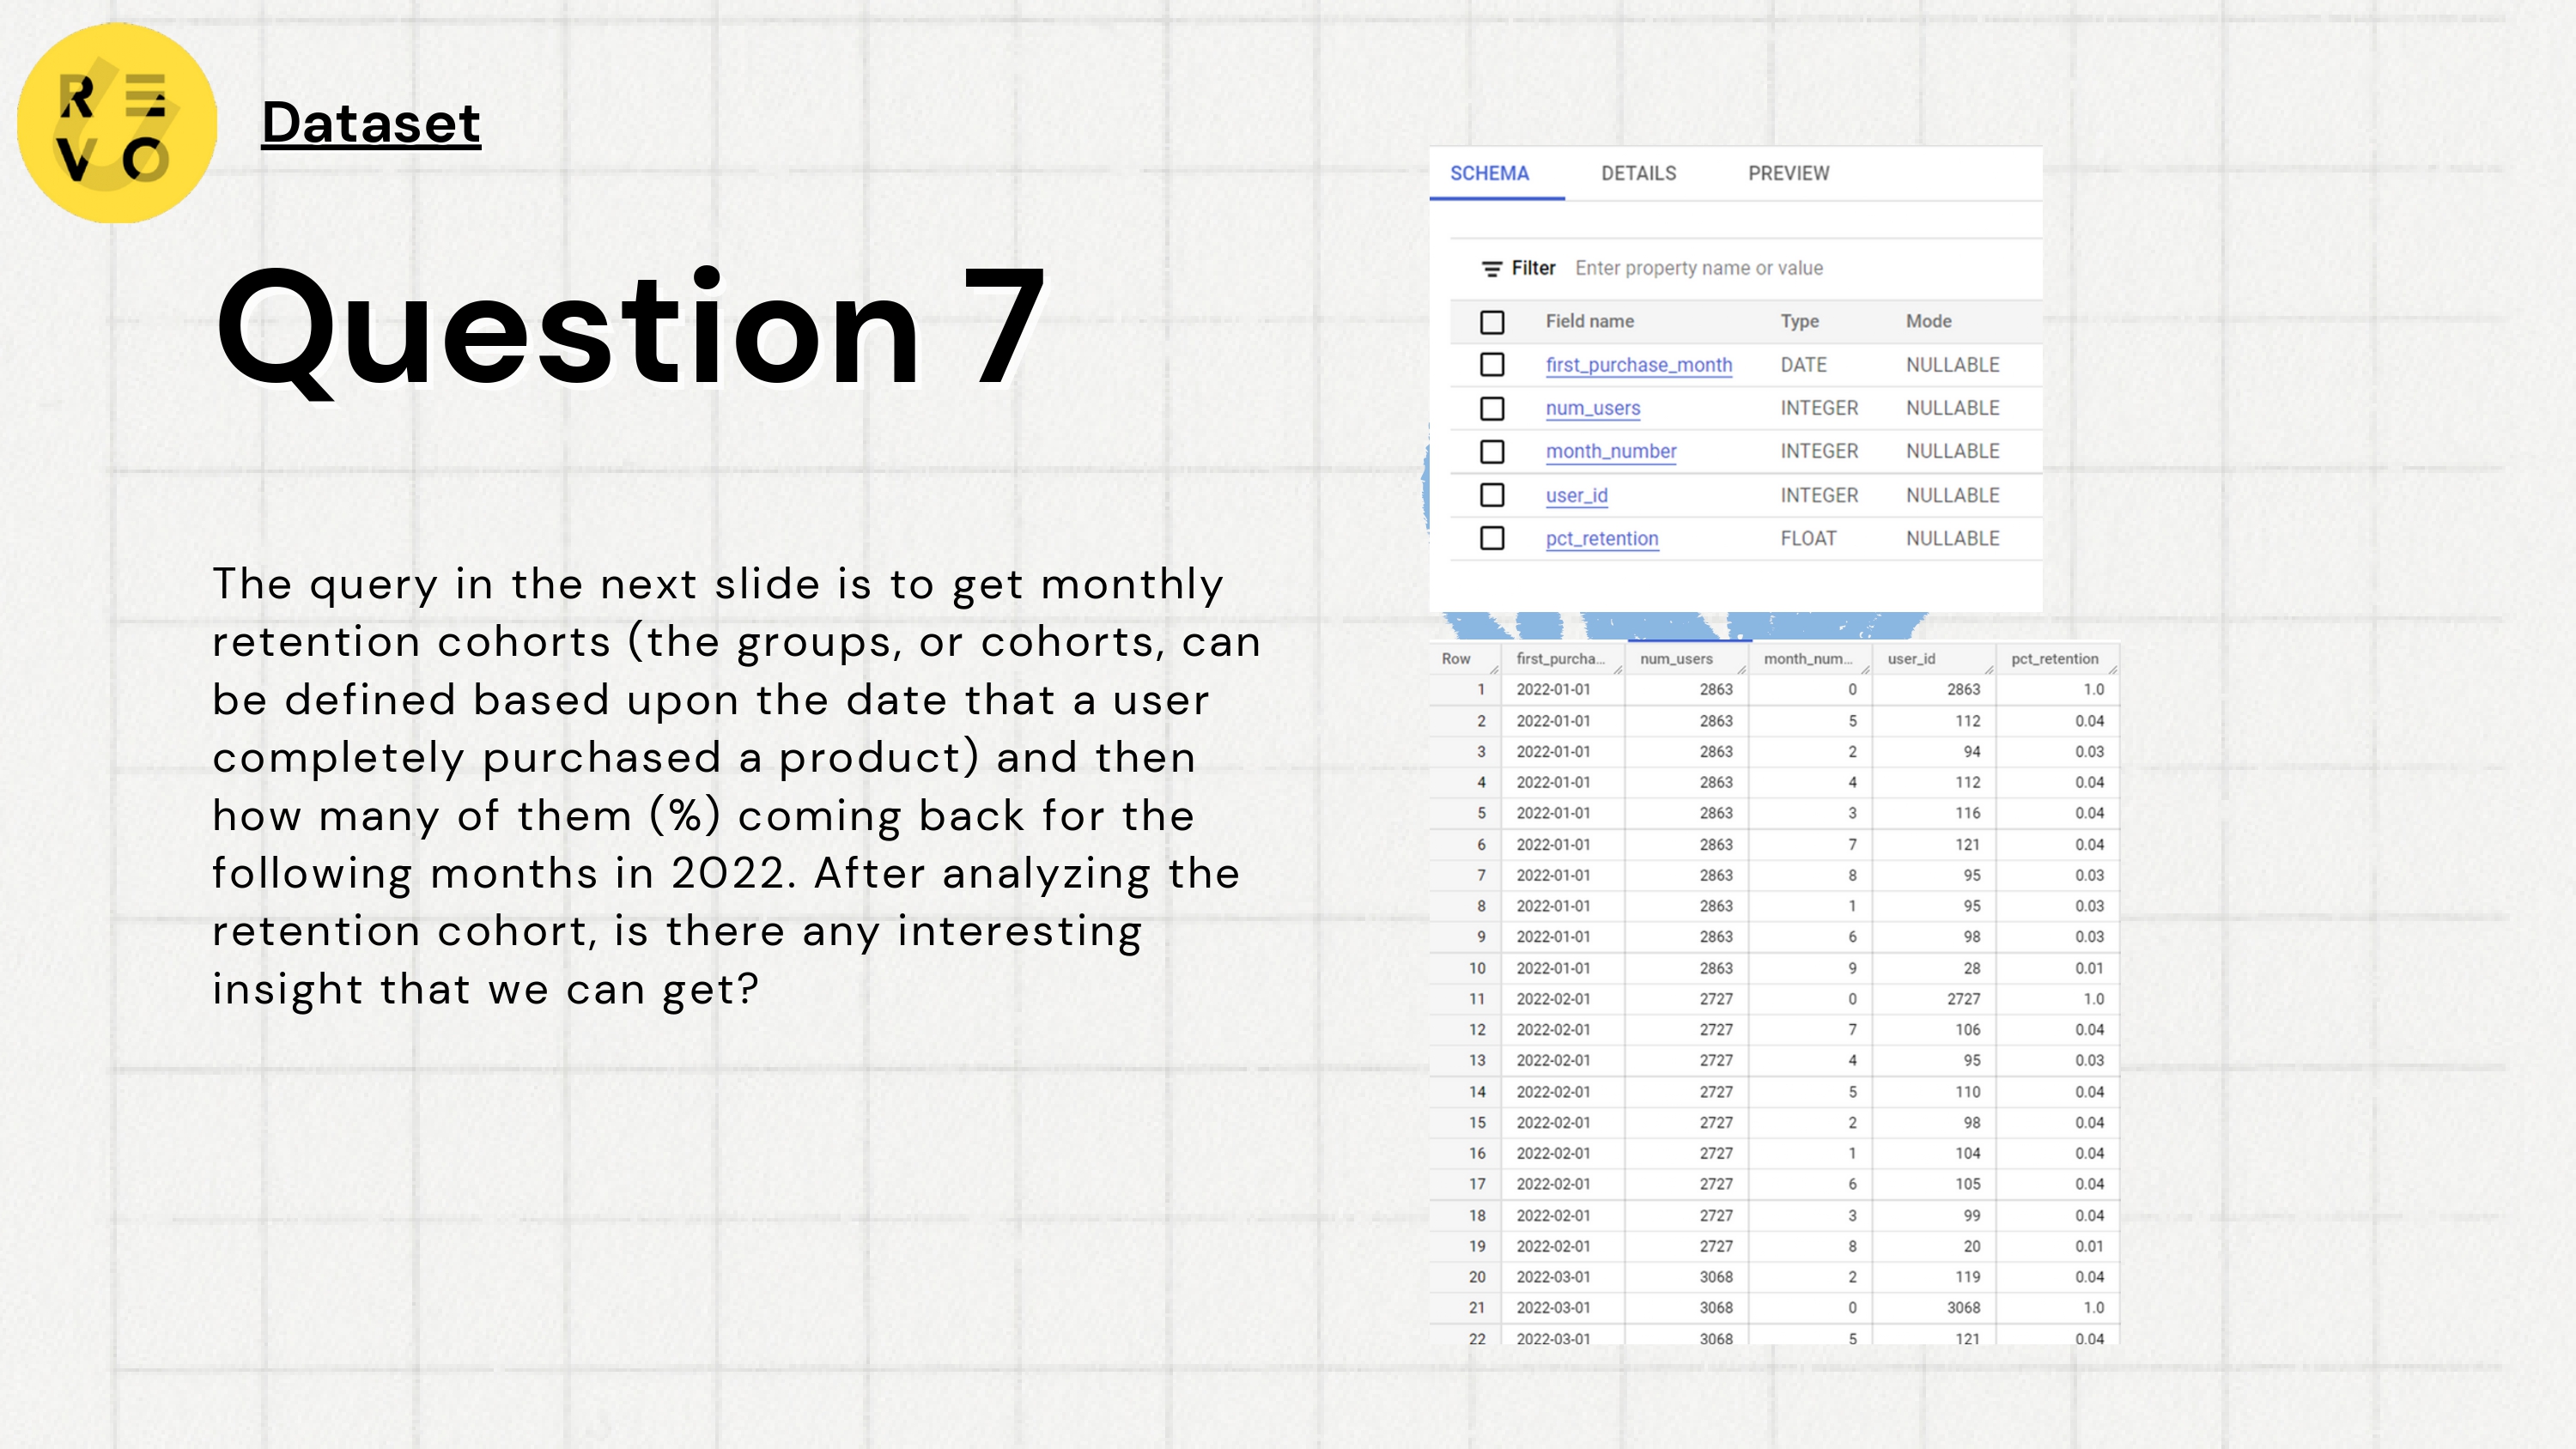 RE
VO
Dataset
Question 7
The query in the next slide is to get monthly
retention cohorts (the groups, or cohorts, can
be defined based upon the date that a user
completely purchased a product) and then
how many of them (%) coming back for the
following months in 2022. After analyzing the
retention cohort, is there any interesting
insight that we can get?
SCHEMA DETAILS PREVIEW
Filter Enter property name or value
Field name Type Mode
first_purchase_month DATE NULLABLE
num_users INTEGER NULLABLE
month_number INTEGER NULLABLE
user_id INTEGER NULLABLE
pct_retention FLOAT NULLABLE
Row first_purcha... num_users month_num... user_id pct_retention
1 2022-01-01 2863 0 2863 1.0
2 2022-01-01 2863 5 112 0.04
3 2022-01-01 2863 2 94 0.03
4 2022-01-01 2863 4 112 0.04
5 2022-01-01 2863 3 116 0.04
6 2022-01-01 2863 7 121 0.04
7 2022-01-01 2863 8 95 0.03
8 2022-01-01 2863 1 95 0.03
9 2022-01-01 2863 6 98 0.03
10 2022-01-01 2863 9 28 0.01
11 2022-02-01 2727 0 2727 1.0
12 2022-02-01 2727 7 106 0.04
13 2022-02-01 2727 4 95 0.03
14 2022-02-01 2727 5 110 0.04
15 2022-02-01 2727 2 98 0.04
16 2022-02-01 2727 1 104 0.04
17 2022-02-01 2727 6 105 0.04
18 2022-02-01 2727 3 99 0.04
19 2022-02-01 2727 8 20 0.01
20 2022-03-01 3068 2 119 0.04
21 2022-03-01 3068 0 3068 1.0
22 2022-03-01 3068 5 121 0.04